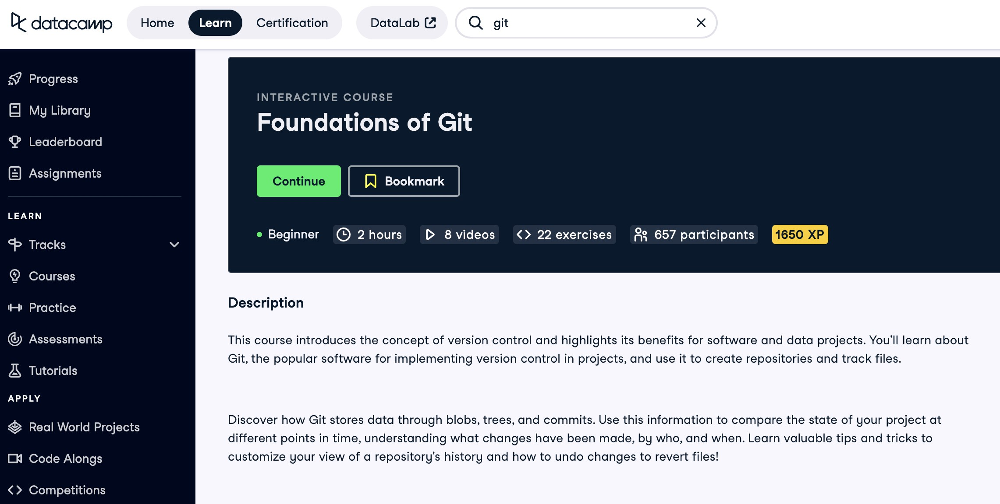 datacamp
Home
Learn
Certification
DataLab
git
Progress
My Library
Leaderboard
Assignments
LEARN
Tracks
Courses
Practice
Assessments
Tutorials
APPLY
Real World Projects
Code Alongs
Competitions
INTERACTIVE COURSE
Foundations of Git
Continue
Bookmark
Beginner
2 hours
8 videos
22 exercises
657 participants
1650 XP
Description
This course introduces the concept of version control and highlights its benefits for software and data projects. You'll learn about
Git, the popular software for implementing version control in projects, and use it to create repositories and track files.
Discover how Git stores data through blobs, trees, and commits. Use this information to compare the state of your project at
different points in time, understanding what changes have been made, by who, and when. Learn valuable tips and tricks to
customize your view of a repository's history and how to undo changes to revert files!